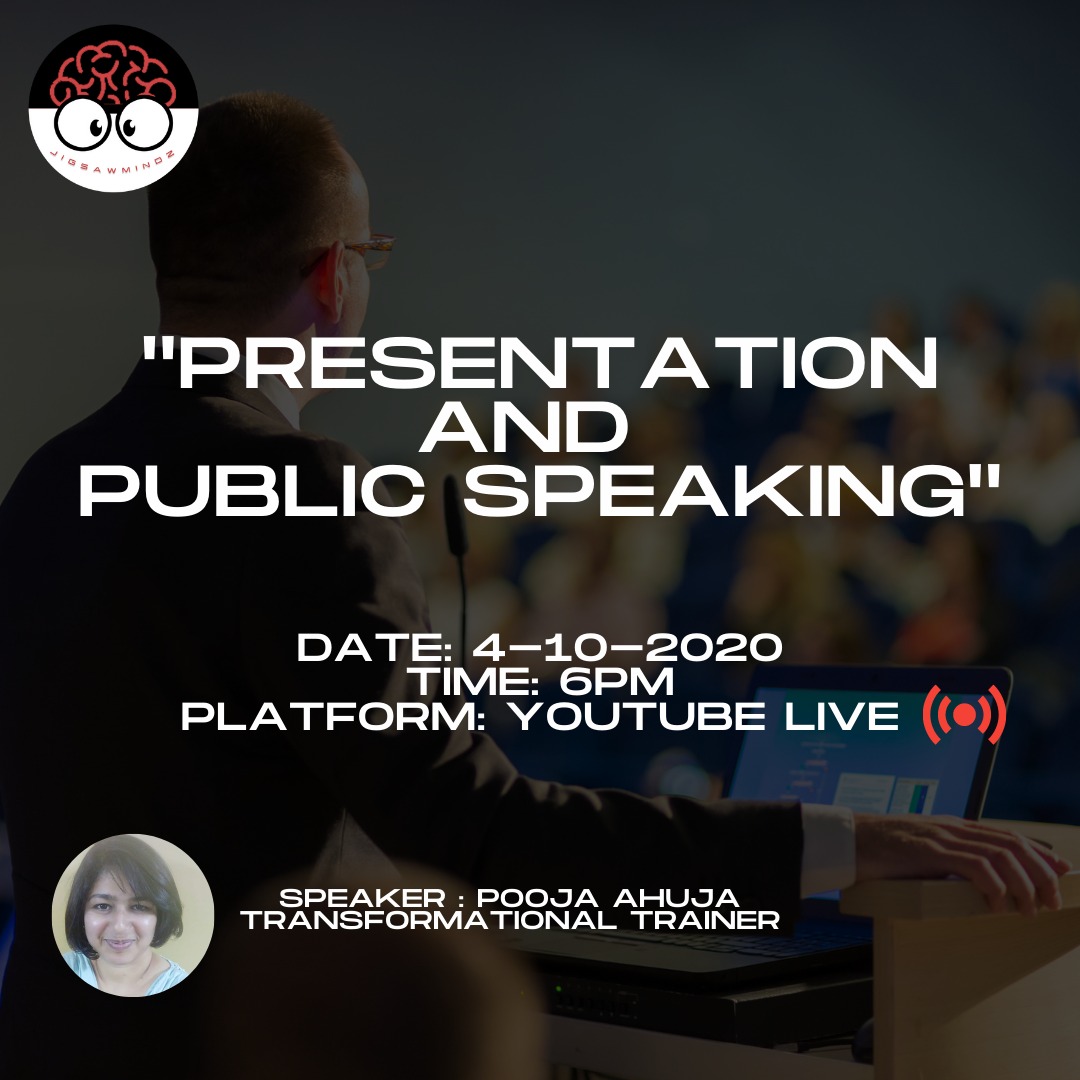 JIGSAWMINDZ
"PRESENTATION
AND
PUBLIC SPEAKING"
DATE: 4-10-2020
TIME: 6PM
PLATFORM: YOUTUBE LIVE
SPEAKER : POOJA AHUJA
TRANSFORMATIONAL TRAINER